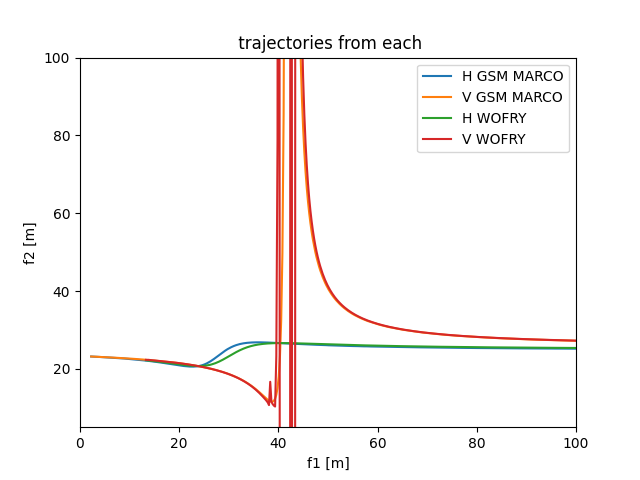 trajectories from each
H GSM MARCO
V GSM MARCO
H WOFRY
V WOFRY
f2 [m]
100
80
60
40
20
0 20 40 60 80 100
f1 [m]